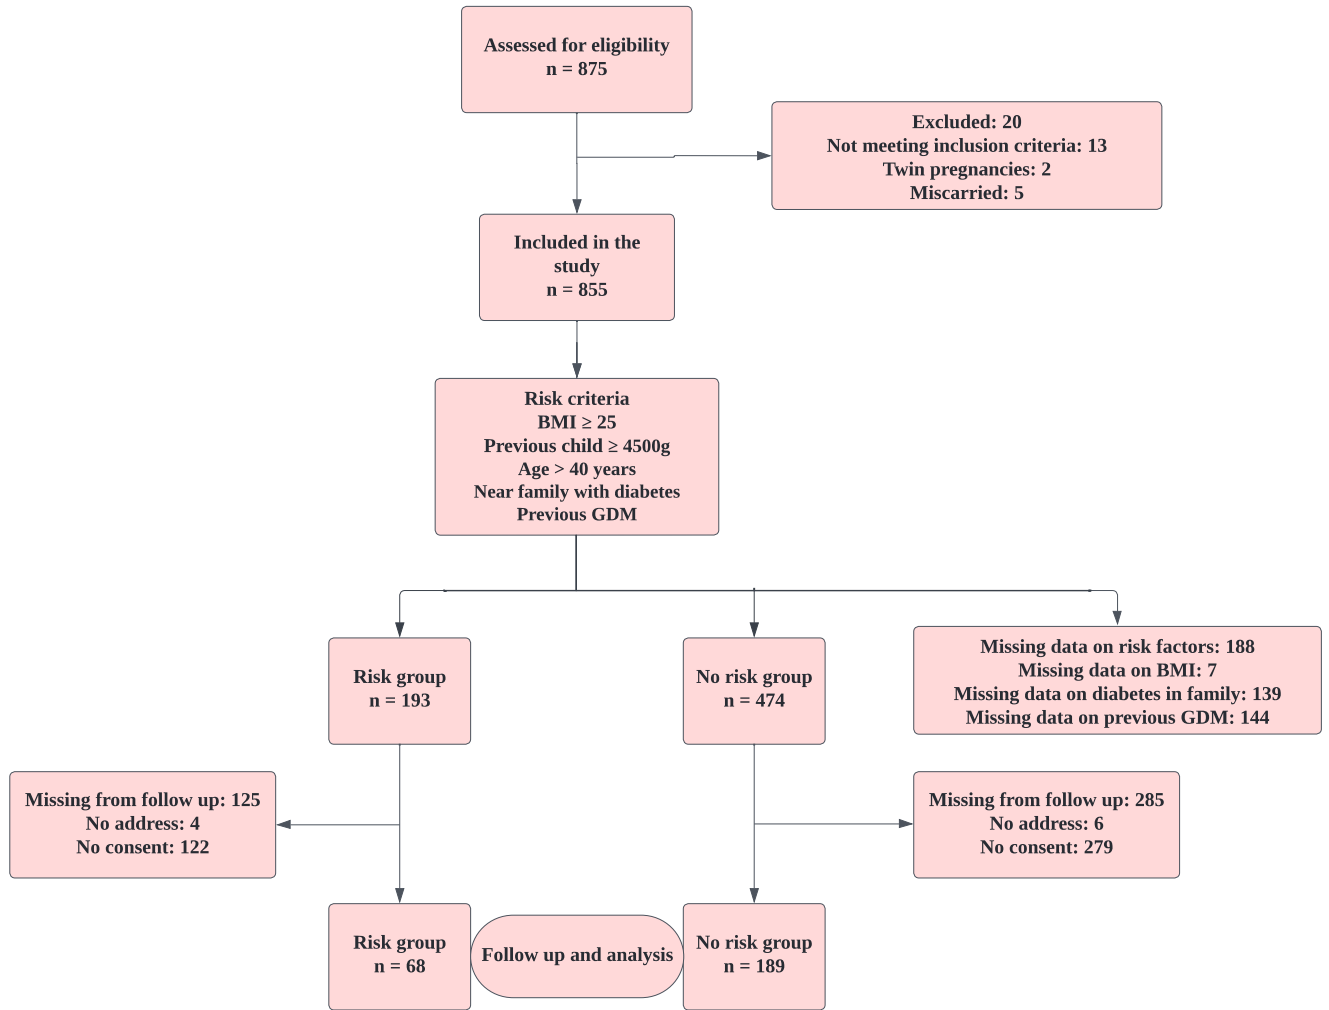 Assessed for eligibility
n = 875
Excluded: 20
Not meeting inclusion criteria: 13
Twin pregnancies: 2
Miscarried: 5
Included in the
study
n = 855
Risk criteria
BMI ≥ 25
Previous child ≥ 4500g
Age > 40 years
Near family with diabetes
Previous GDM
Risk group
n = 193
No risk group
n = 474
Missing data on risk factors: 188
Missing data on BMI: 7
Missing data on diabetes in family: 139
Missing data on previous GDM: 144
Missing from follow up: 125
No address: 4
No consent: 122
Missing from follow up: 285
No address: 6
No consent: 279
Risk group
n = 68
Follow up and analysis
No risk group
n = 189